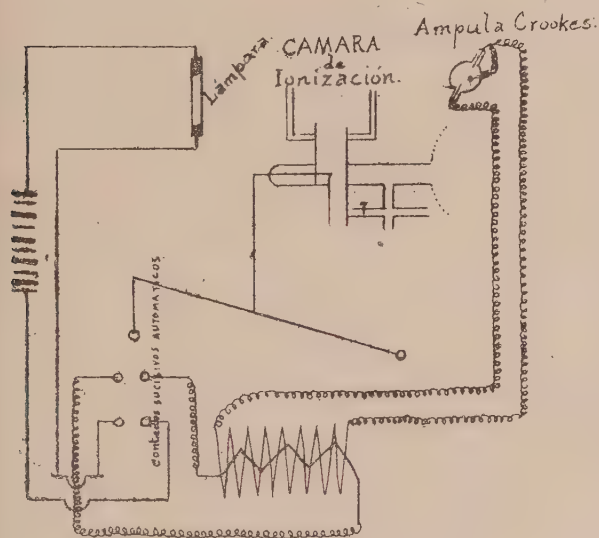 Ampula Crookes.
Lámpara.
CAMARA
de
Ionización.
Contactos sucesivos AUTOMATICOS